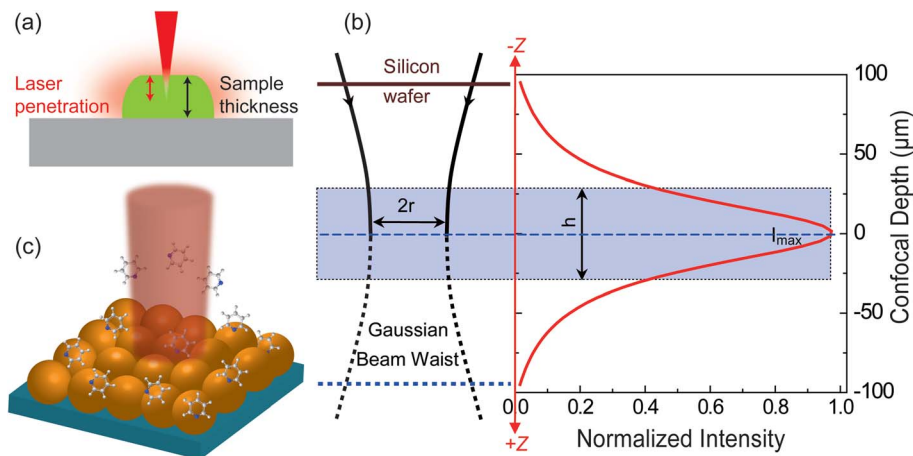 (a)
Laser
penetration
Sample
thickness
(b)
Silicon
wafer
2r
Gaussian
Beam Waist
-Z
+Z
h
Imax
100
50
0
-50
-100
Confocal Depth (μm)
0.0 0.2 0.4 0.6 0.8 1.0
Normalized Intensity
(c)